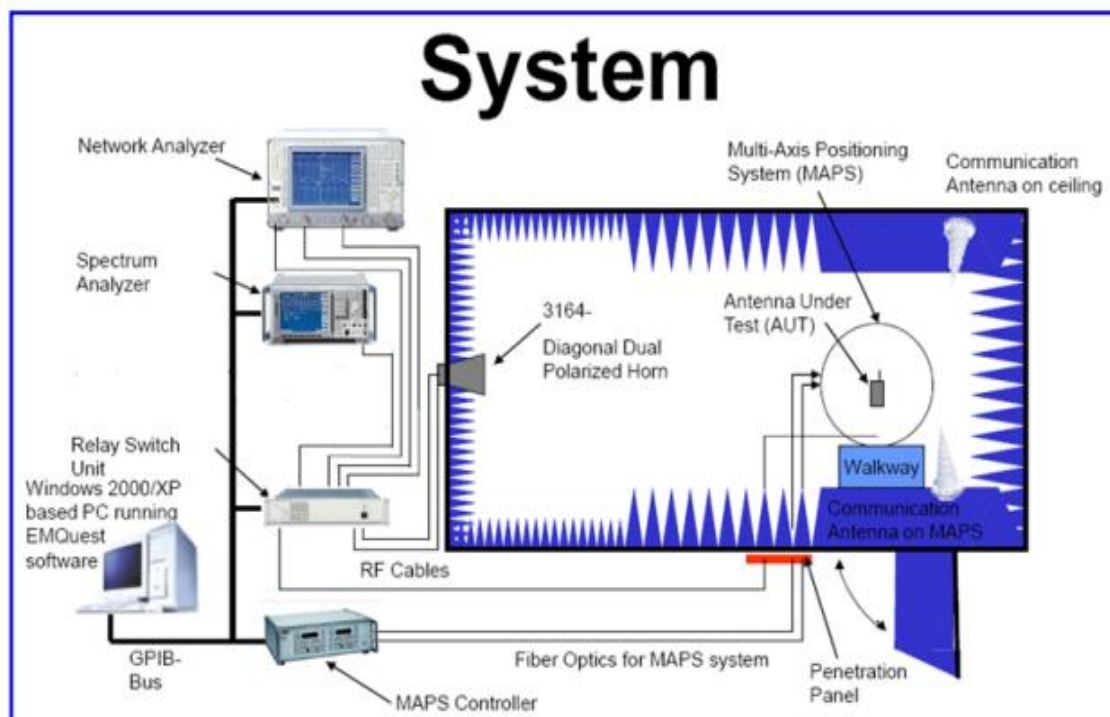 System
Network Analyzer
Multi-Axis Positioning
System (MAPS)
Communication
Antenna on ceiling
Spectrum
Analyzer
3164-
Diagonal Dual
Polarized Horn
Antenna Under
Test (AUT)
Relay Switch
Unit
Windows 2000/XP
based PC running
EMQuest
software
Walkway
Communication
Antenna on MAPS
RF Cables
GPIB-
Bus
Fiber Optics for MAPS system
Penetration
Panel
MAPS Controller